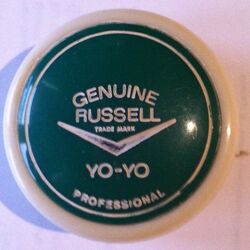 GENUINE
RUSSELL
TRADE MARK
YO-YO
PROFESSIONAL